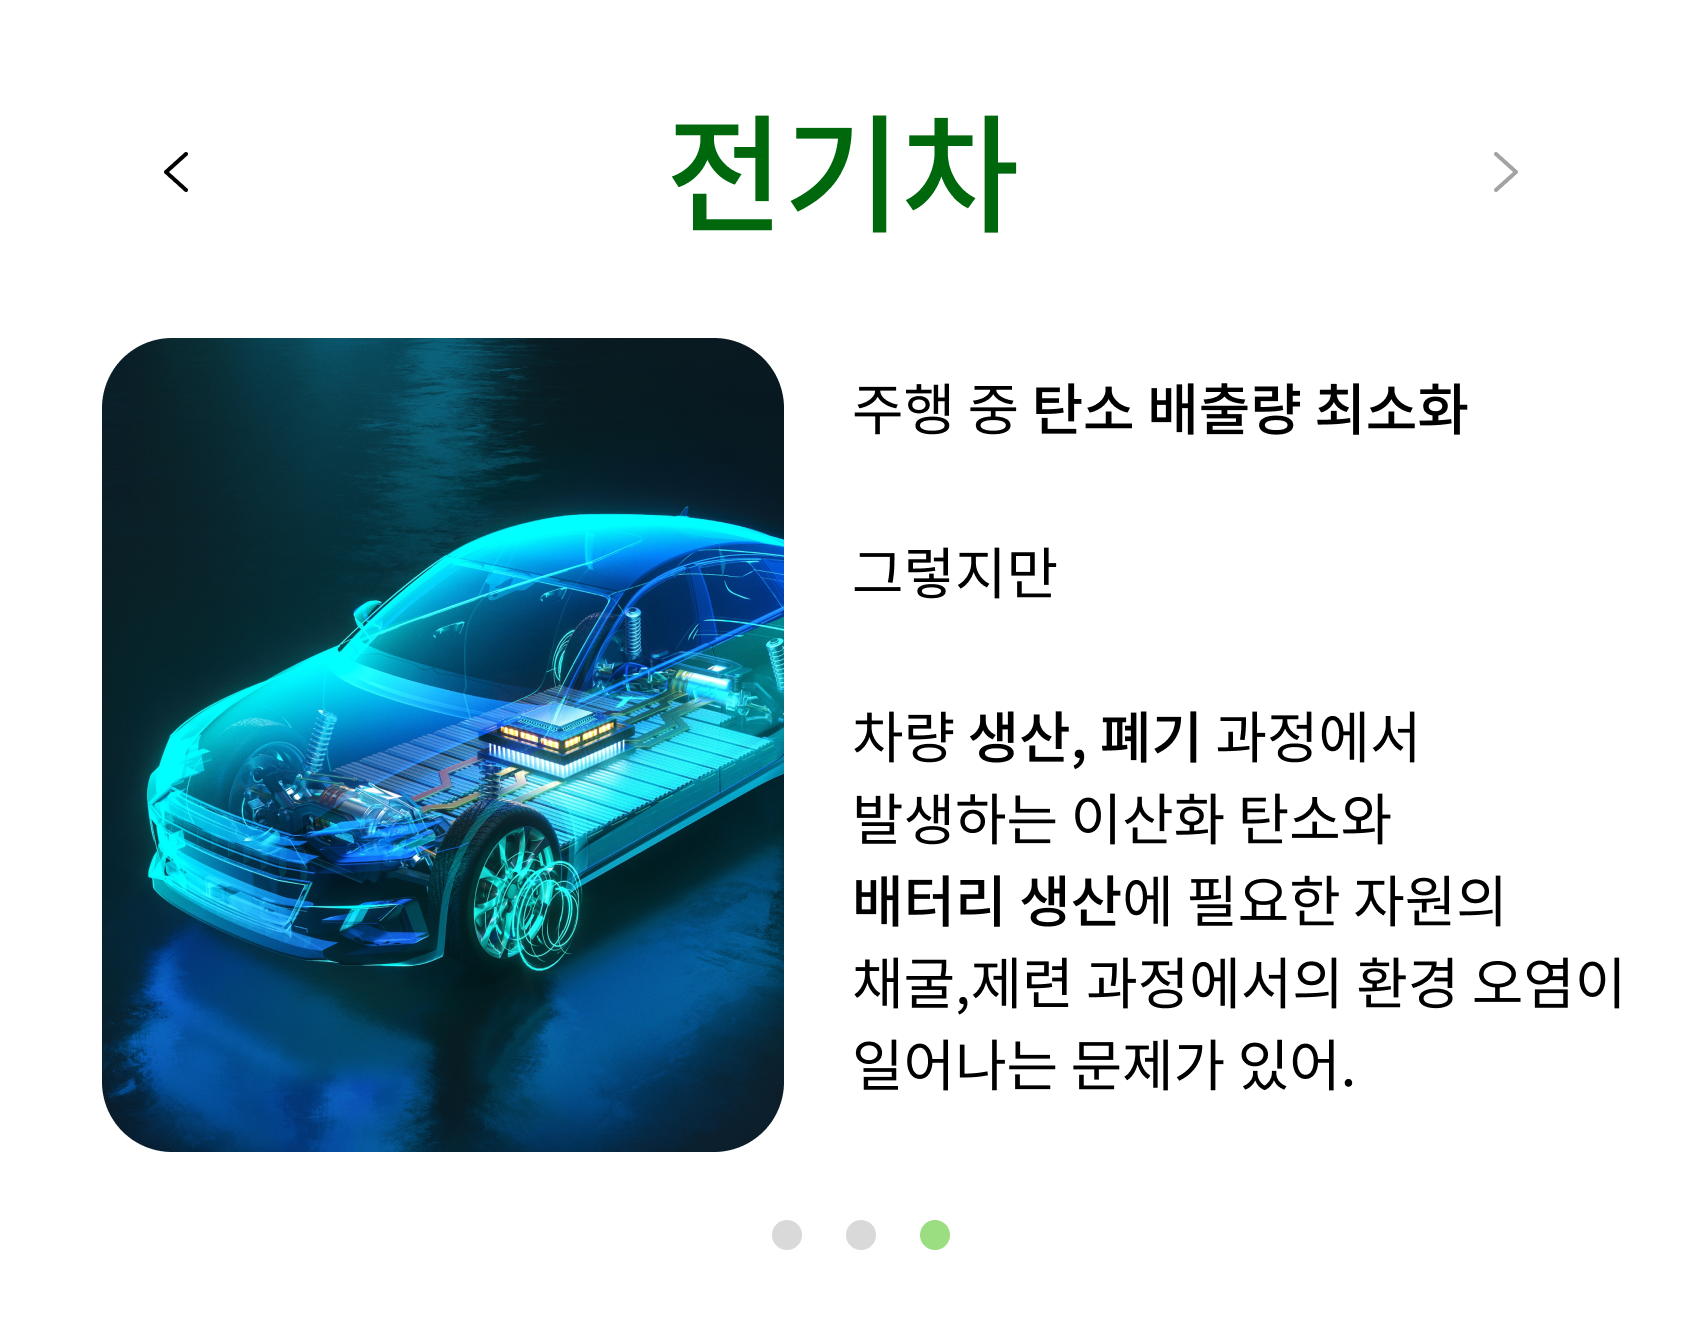 전기차
주행 중 탄소 배출량 최소화
그렇지만
차량 생산, 폐기 과정에서
발생하는 이산화 탄소와
배터리 생산에 필요한 자원의
채굴,제련 과정에서의 환경 오염이
일어나는 문제가 있어.